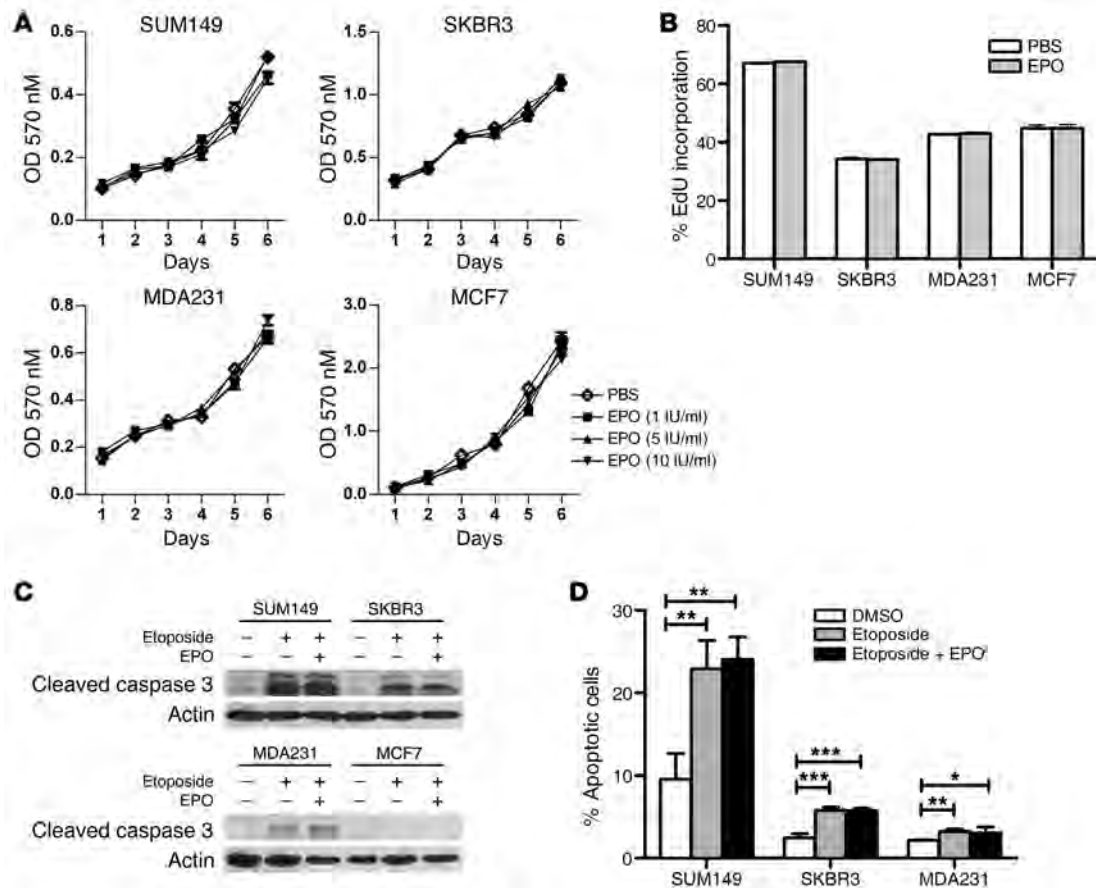 A
SUM149
OD 570 nM
0.6
0.4
0.2
0.0
1 2 3 4 5 6
Days
SKBR3
OD 570 nM
1.5
1.0
0.5
0.0
1 2 3 4 5 6
Days
MDA231
OD 570 nM
0.8
0.6
0.4
0.2
0.0
1 2 3 4 5 6
Days
MCF7
OD 570 nM
3.0
2.0
1.0
0.0
1 2 3 4 5 6
Days
PBS
EPO (1 IU/ml)
EPO (5 IU/ml)
EPO (10 IU/ml)
B
% EdU incorporation
80
60
40
20
0
PBS
EPO
SUM149 SKBR3 MDA231 MCF7
C
SUM149 SKBR3
Etoposide – + + – + +
EPO + +
Cleaved caspase 3
Actin
MDA231 MCF7
Etoposide – + + – + +
EPO + +
Cleaved caspase 3
Actin
D
% Apoptotic cells
30
20
10
0
DMSO
Etoposide
Etoposide + EPO
**
**
***
***
*
**
SUM149 SKBR3 MDA231